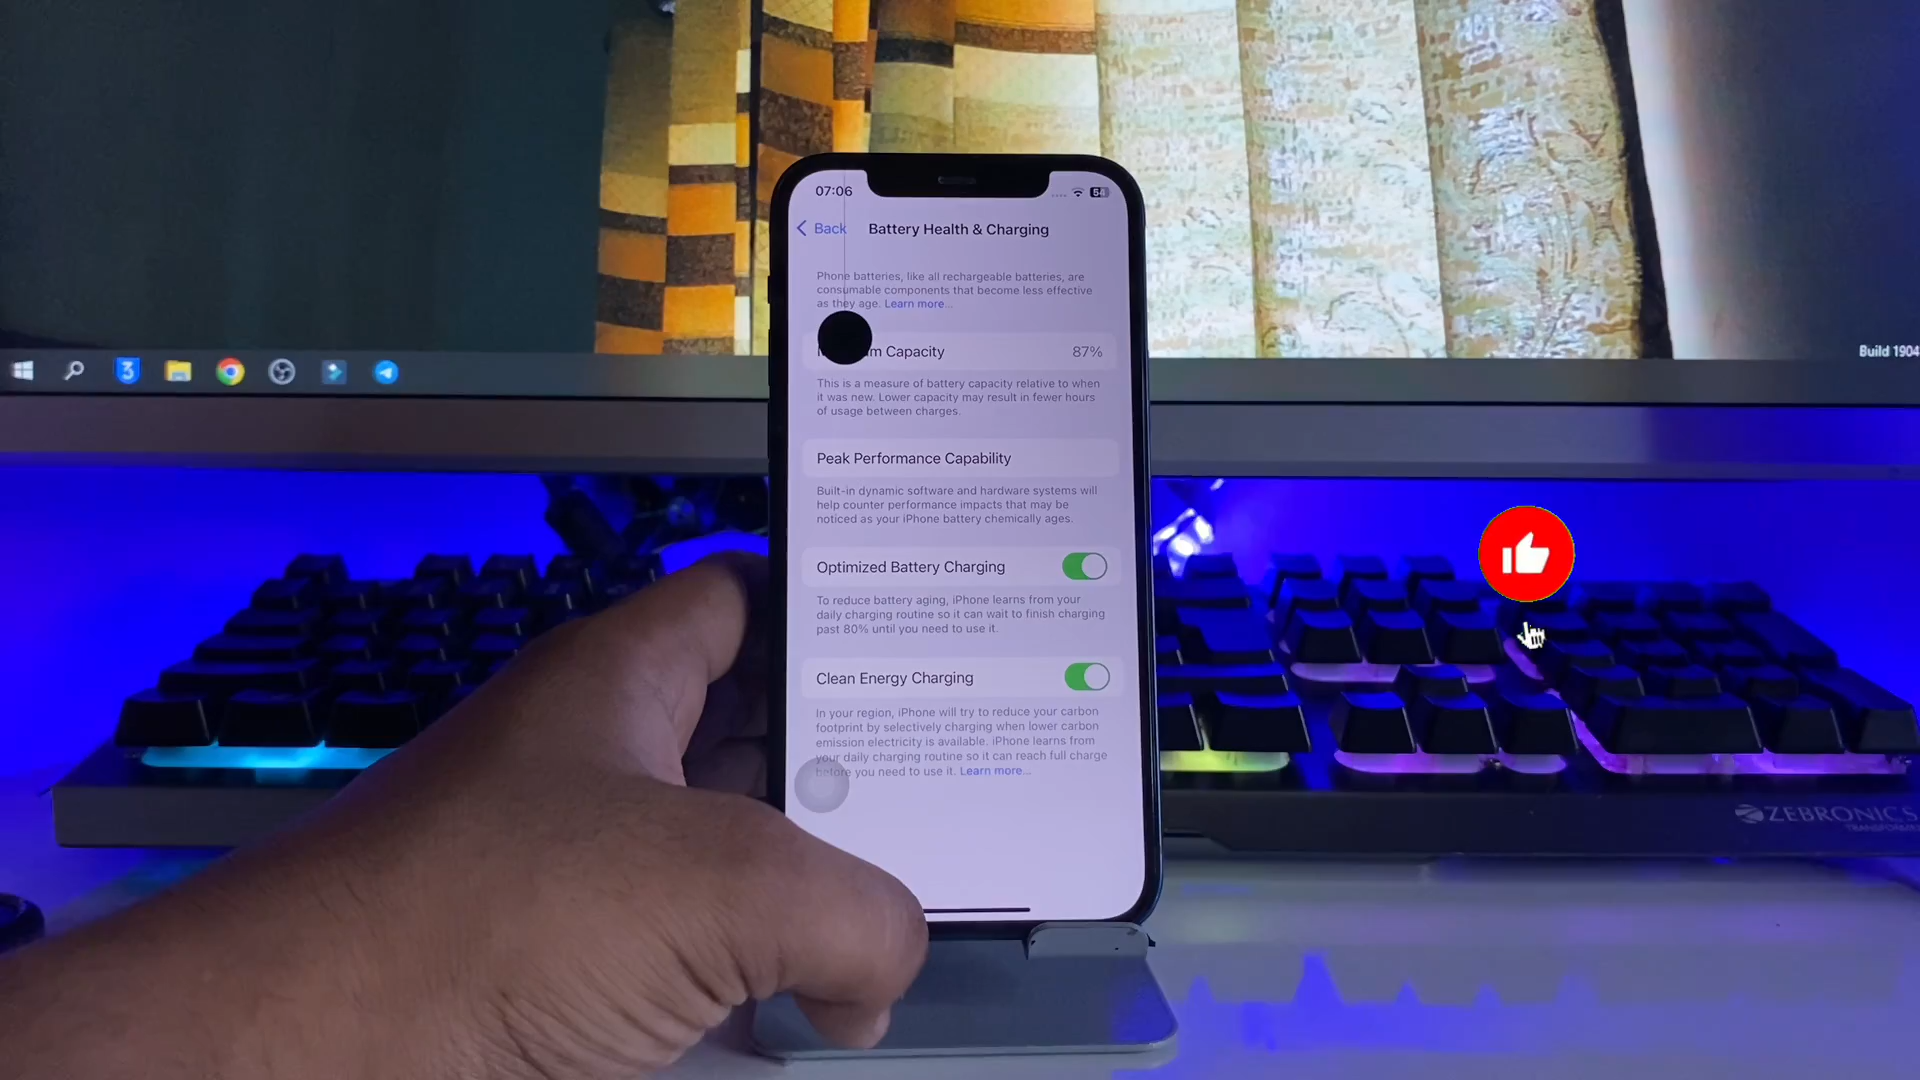 07:06
54
Back
Battery Health & Charging
Phone batteries, like all rechargeable batteries, are
consumable components that become less effective
as they age. Learn more...
m Capacity
87%
This is a measure of battery capacity relative to when
it was new. Lower capacity may result in fewer hours
of usage between charges.
Peak Performance Capability
Built-in dynamic software and hardware systems will
help counter performance impacts that may be
noticed as your iPhone battery chemically ages.
Optimized Battery Charging
To reduce battery aging, iPhone learns from your
daily charging routine so it can wait to finish charging
past 80% until you need to use it.
Clean Energy Charging
In your region, iPhone will try to reduce your carbon
footprint by selectively charging when lower carbon
emission electricity is available. iPhone learns from
your daily charging routine so it can reach full charge
before you need to use it. Learn more...
Build 1904
3
ZEBRONICS